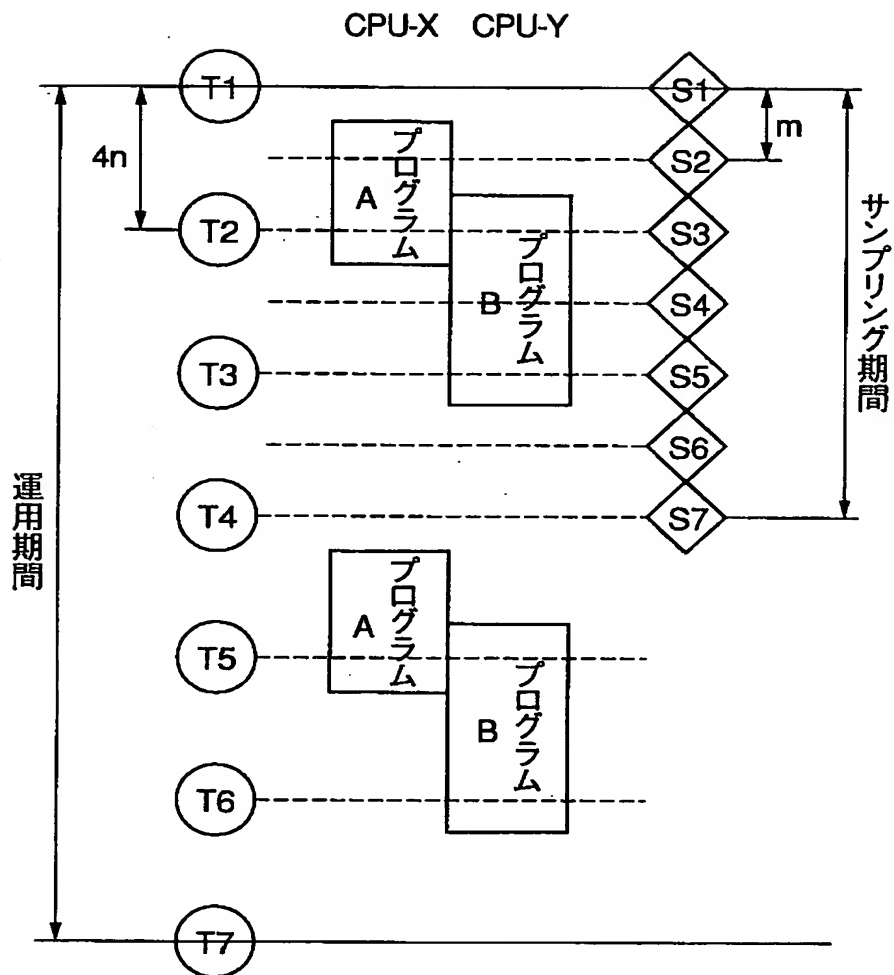 CPU-X CPU-Y
T1
S1
4n
m
A
プログラム
S2
T2
S3
B
プログラム
S4
T3
S5
S6
T4
S7
サンプリング期間
運用期間
A
プログラム
T5
B
プログラム
T6
T7